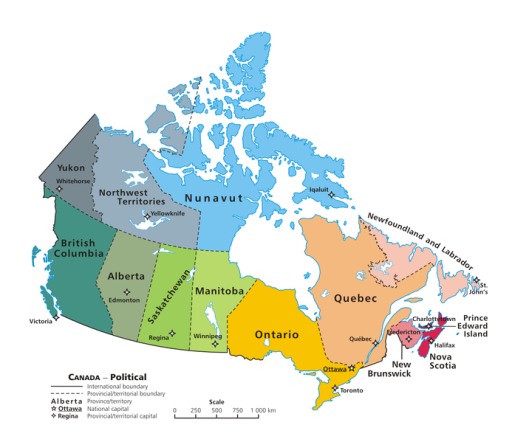 Yukon
Whitehorse
Northwest
Territories
Yellowknife
Nunavut
Iqaluit
British
Columbia
Victoria
Alberta
Edmonton
Saskatchewan
Regina
Manitoba
Winnipeg
Ontario
Toronto
Ottawa
Quebec
Québec
Newfoundland and Labrador
St.
John's
Prince
Edward
Island
Charlottetown
Fredericton
New
Brunswick
Halifax
Nova
Scotia
CANADA – Political
International boundary
Provincial/territorial boundary
Alberta Province/territory
Ottawa National capital
Regina Provincial/territorial capital
Scale
0 250 500 750 1 000 km